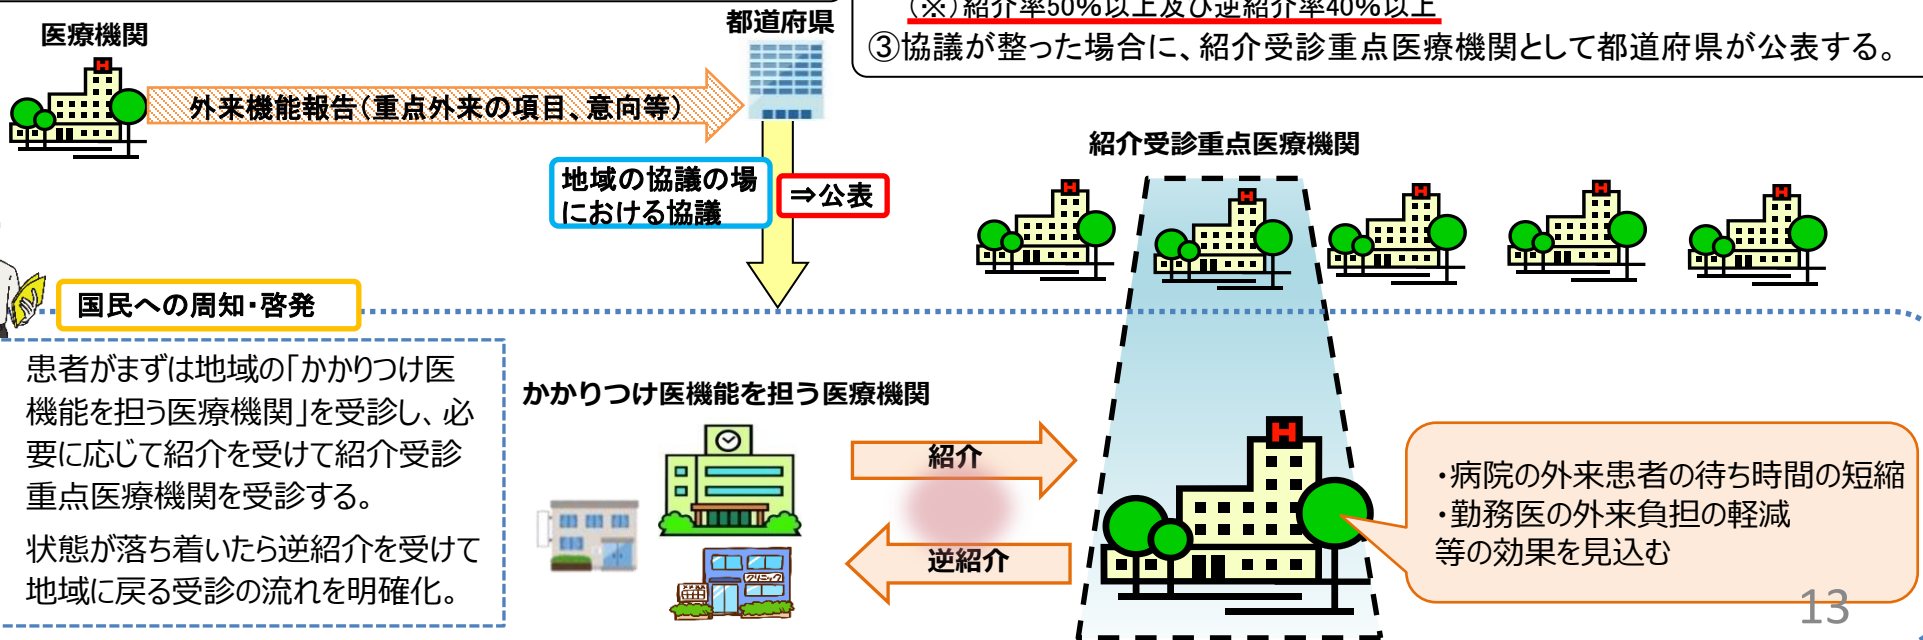 (※)紹介率50%以上及び逆紹介率40%以上
③協議が整った場合に、紹介受診重点医療機関として都道府県が公表する。
都道府県
医療機関
外来機能報告(重点外来の項目、意向等)
地域の協議の場
における協議
⇒公表
紹介受診重点医療機関
H
H
H
H
H
H
国民への周知・啓発
患者がまずは地域の「かかりつけ医
機能を担う医療機関」を受診し、必
要に応じて紹介を受けて紹介受診
重点医療機関を受診する。
状態が落ち着いたら逆紹介を受けて
地域に戻る受診の流れを明確化。
かかりつけ医機能を担う医療機関
クリニック
紹介
逆紹介
H
・病院の外来患者の待ち時間の短縮
・勤務医の外来負担の軽減
等の効果を見込む
13